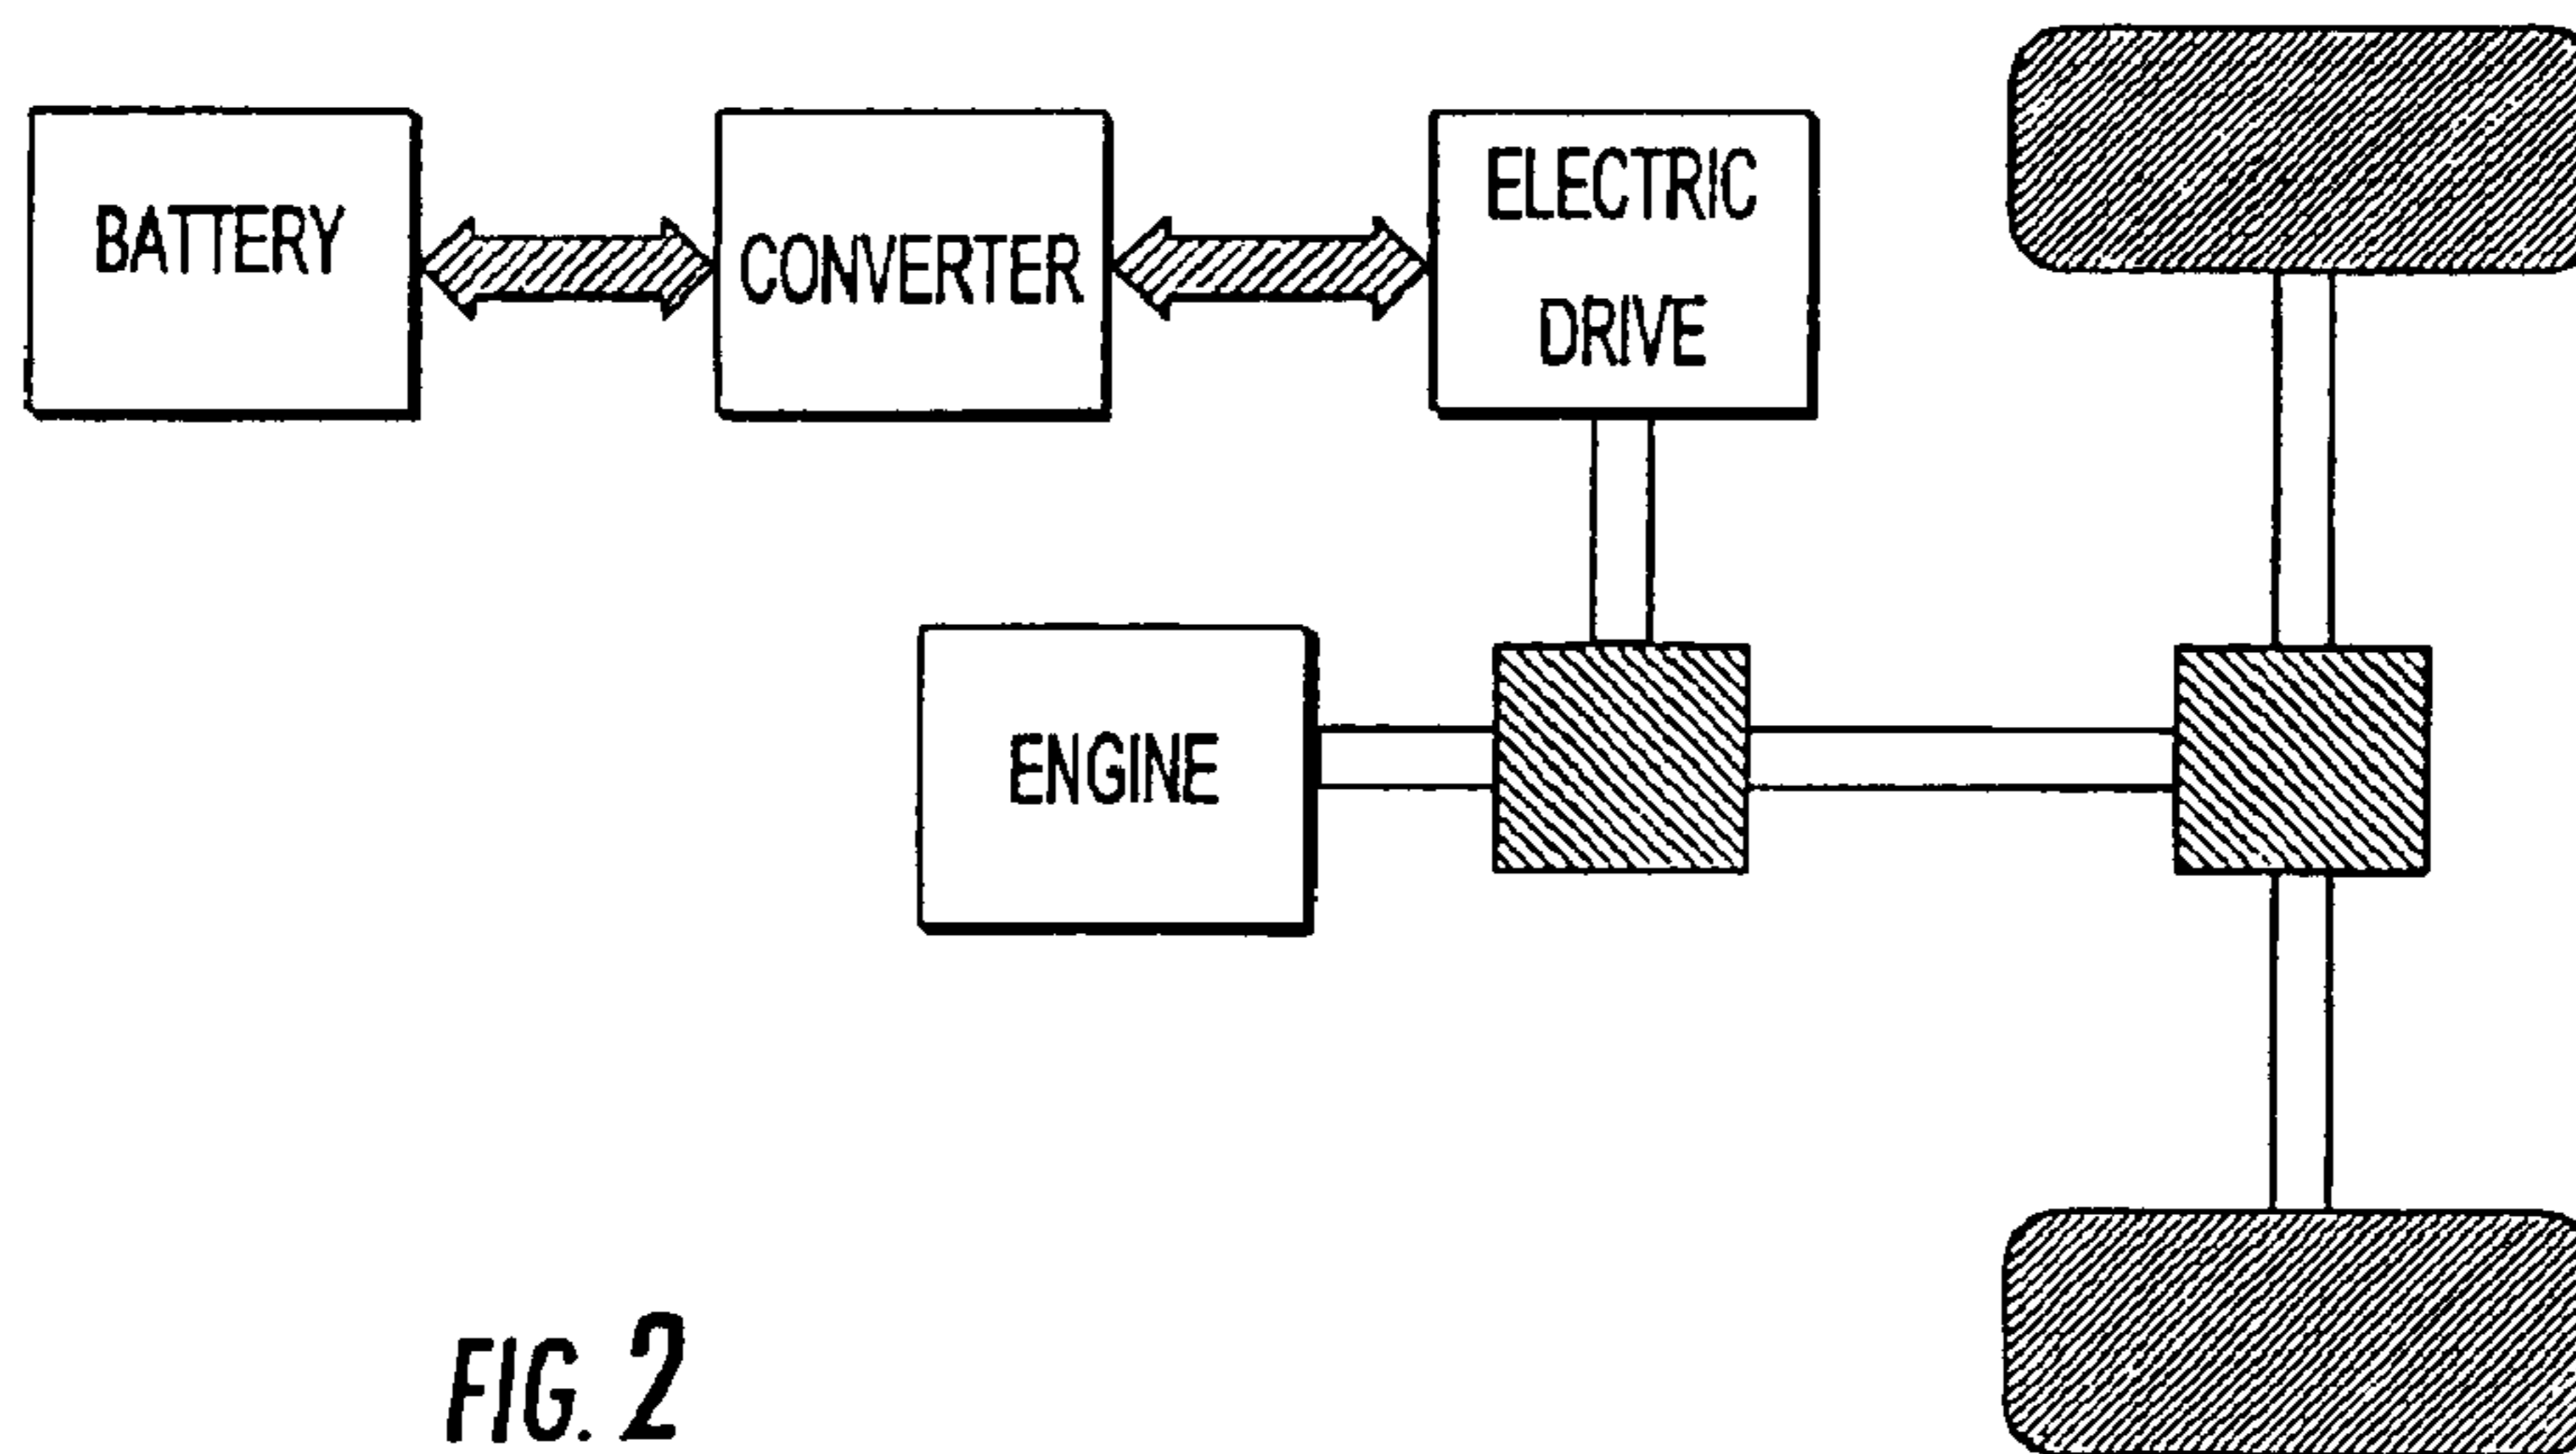 BATTERY
CONVERTER
ELECTRIC
DRIVE
ENGINE
FIG. 2